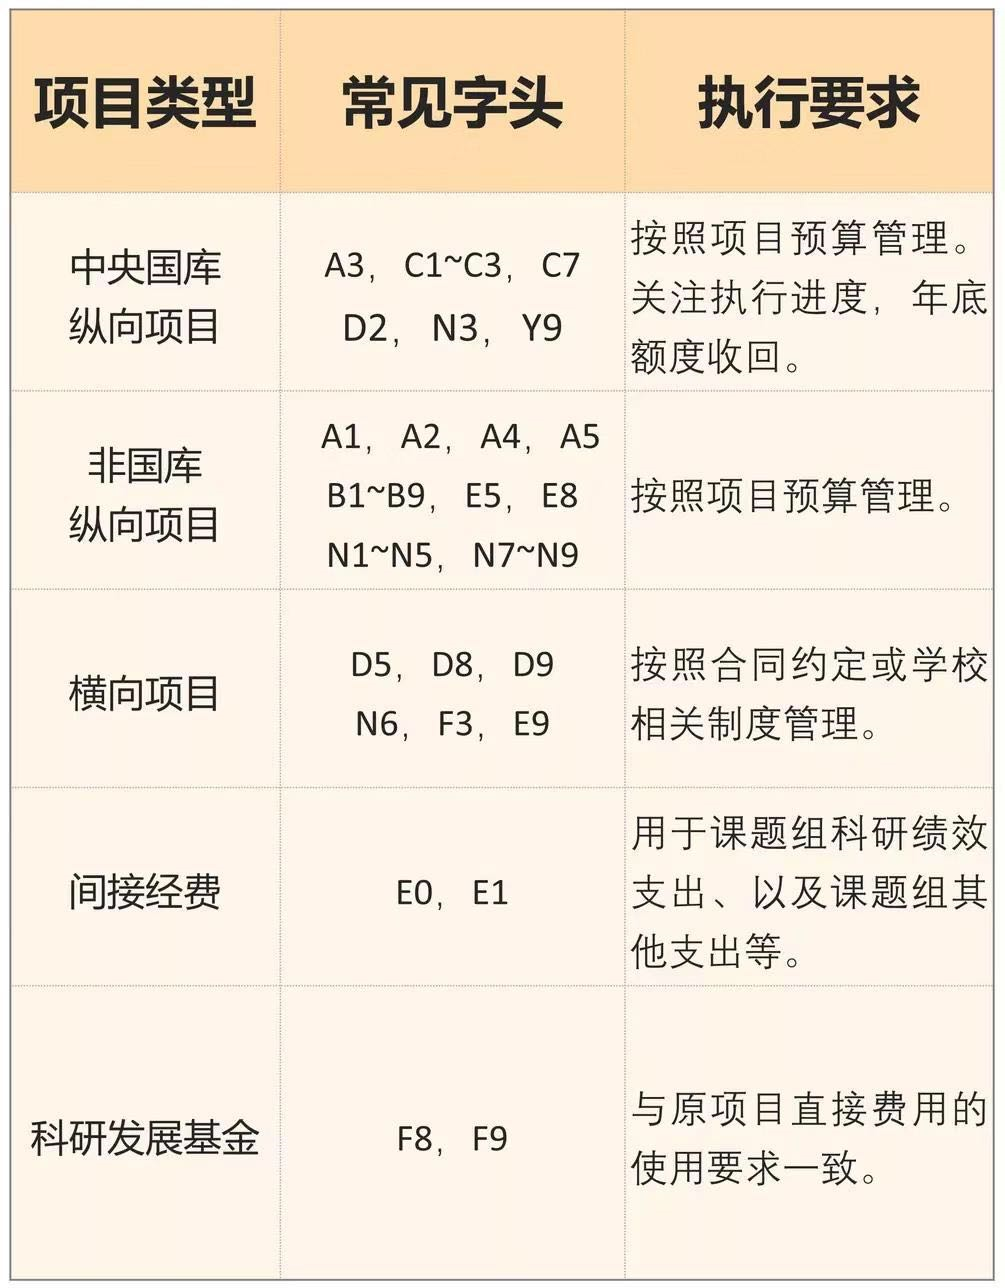 项目类型 常见字头 执行要求
中央国库
纵向项目
A3，C1~C3，C7
D2，N3，Y9
按照项目预算管理。
关注执行进度，年底
额度收回。
非国库
纵向项目
A1，A2，A4，A5
B1~B9，E5，E8
N1~N5，N7~N9
按照项目预算管理。
横向项目
D5，D8，D9
N6，F3，E9
按照合同约定或学校
相关制度管理。
间接经费
E0，E1
用于课题组科研绩效
支出、以及课题组其
他支出等。
科研发展基金
F8，F9
与原项目直接费用的
使用要求一致。